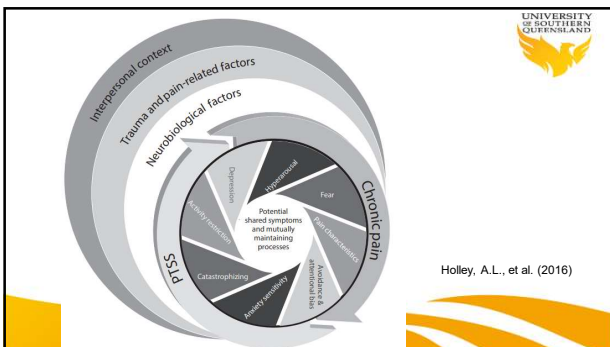 UNIVERSITY
OF SOUTHERN
QUEENSLAND
Interpersonal context
Trauma and pain-related factors
Neurobiological factors
Chronic pain
PTSS
Depression
Hyperarousal
Fear
Pain characteristics
Avoidance &
attentional bias
Anxiety sensitivity
Catastrophizing
Activity restriction
Potential
shared symptoms
and mutually
maintaining
processes
Holley, A.L., et al. (2016)